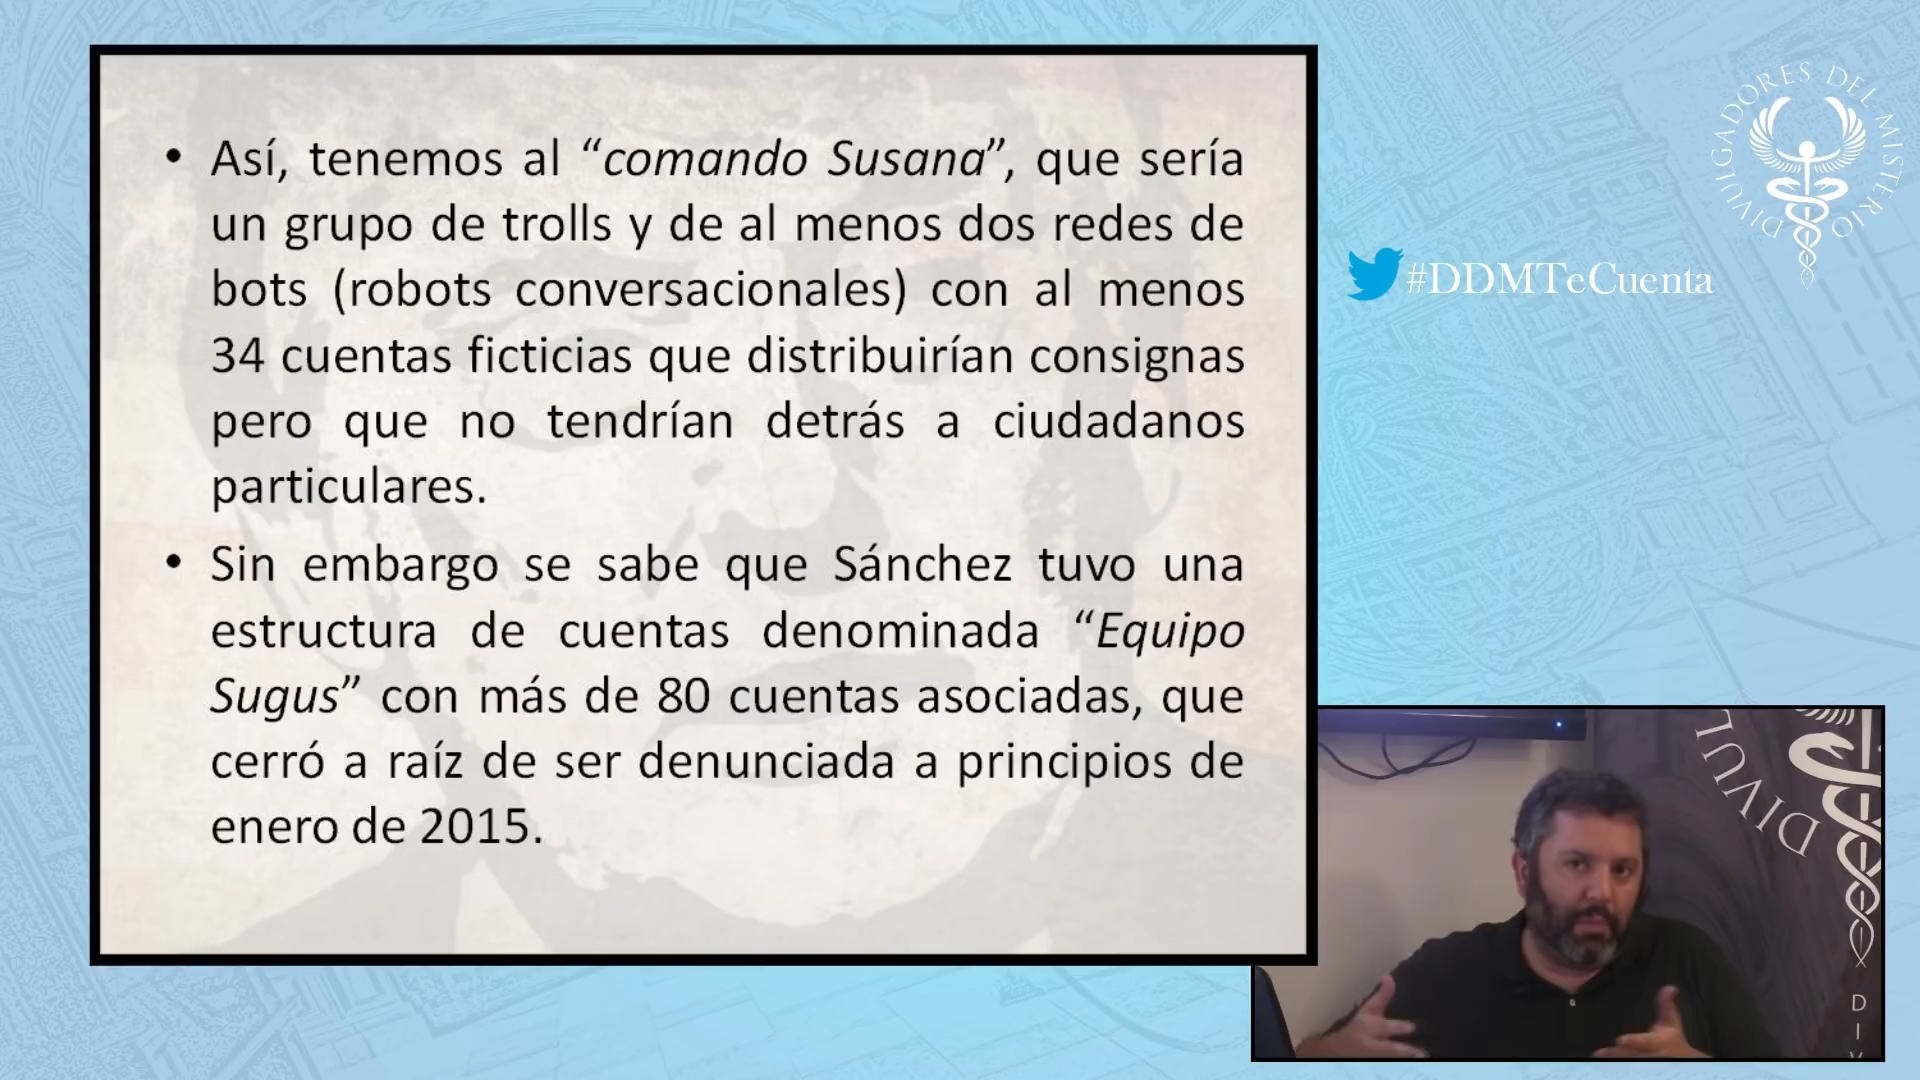 • Así, tenemos al “comando Susana”, que sería
un grupo de trolls y de al menos dos redes de
bots (robots conversacionales) con al menos
34 cuentas ficticias que distribuirían consignas
pero que no tendrían detrás a ciudadanos
particulares.
• Sin embargo se sabe que Sánchez tuvo una
estructura de cuentas denominada “Equipo
Sugus” con más de 80 cuentas asociadas, que
cerró a raíz de ser denunciada a principios de
enero de 2015.
DIVULGADORES DEL MISTERIO
#DDMTeCuenta
DIVUL
DIV